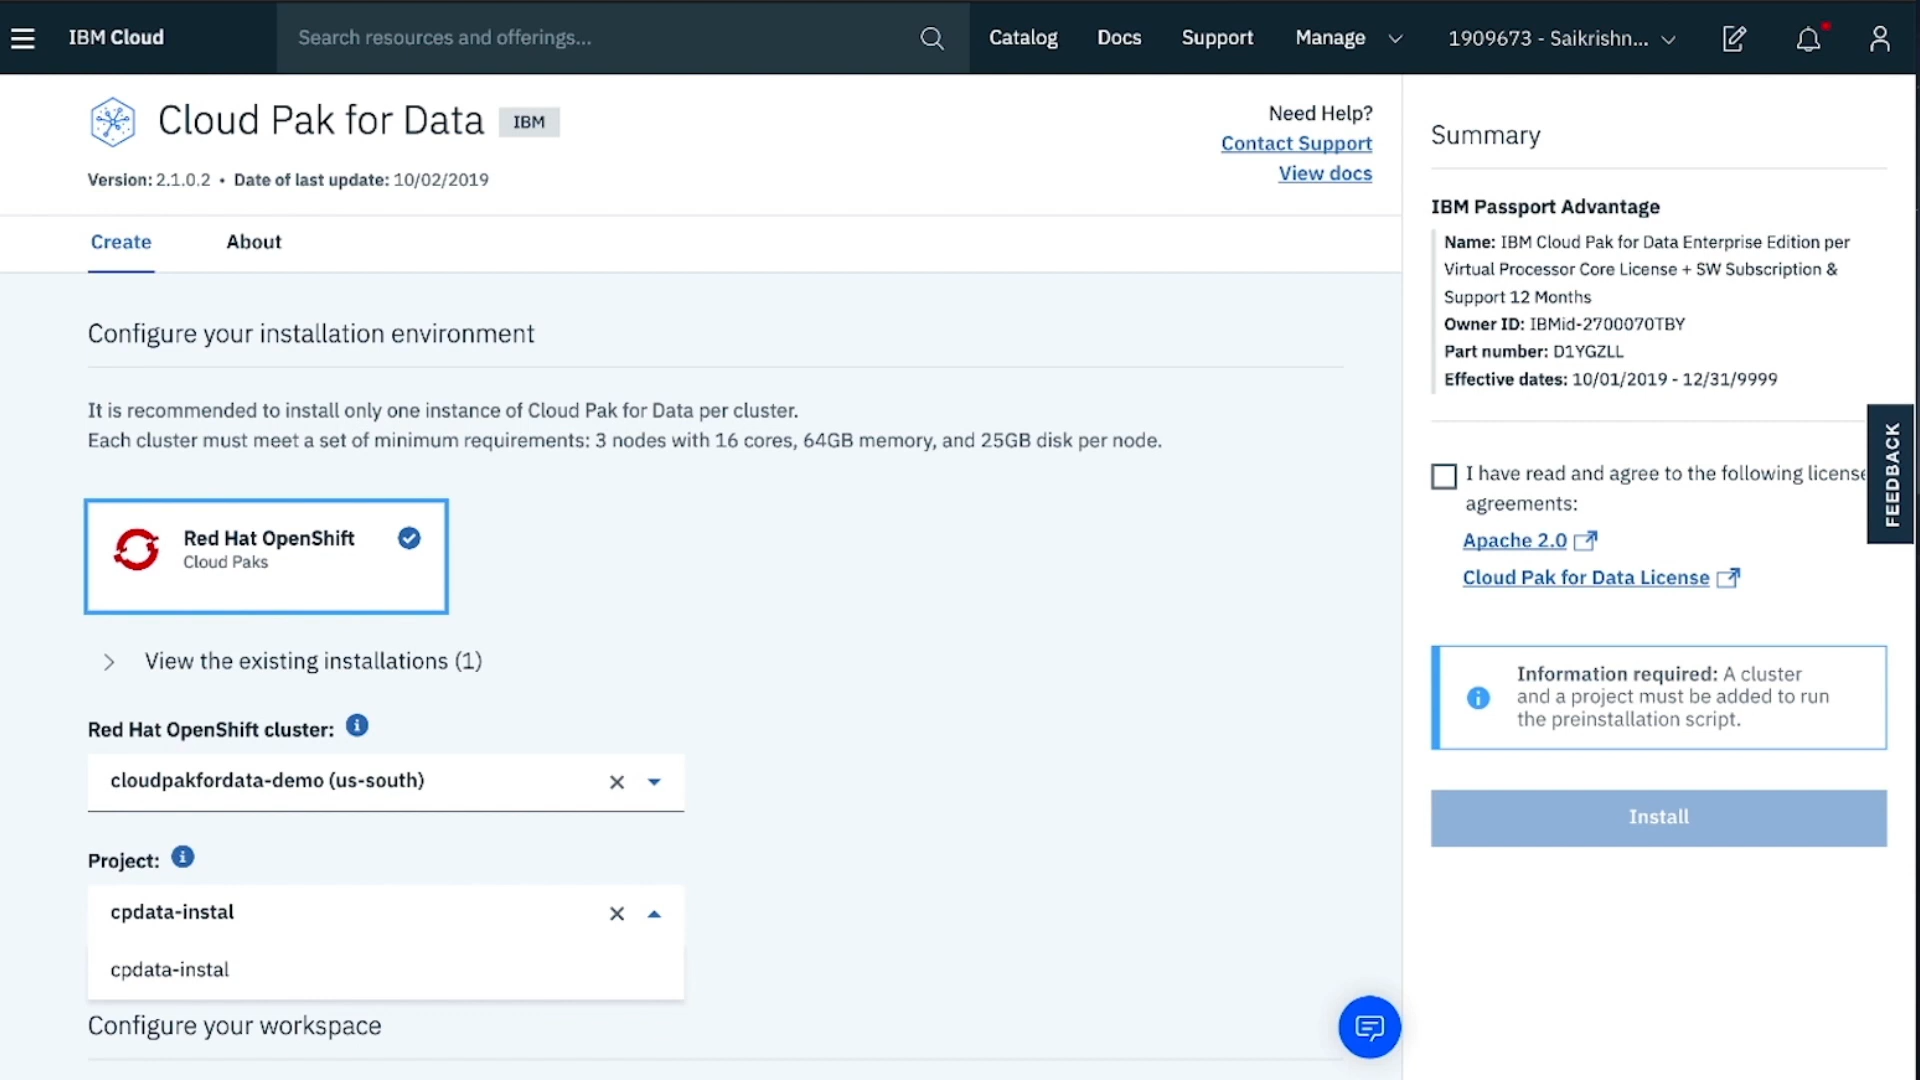 IBM Cloud
Search resources and offerings...
Catalog
Docs
Support
Manage
1909673 - Saikrishn...
Cloud Pak for Data
IBM
Version: 2.1.0.2 • Date of last update: 10/02/2019
Need Help?
Contact Support
View docs
Create
About
Configure your installation environment
It is recommended to install only one instance of Cloud Pak for Data per cluster.
Each cluster must meet a set of minimum requirements: 3 nodes with 16 cores, 64GB memory, and 25GB disk per node.
Red Hat OpenShift
Cloud Paks
View the existing installations (1)
Red Hat OpenShift cluster:
cloudpakfordata-demo (us-south)
Project:
cpdata-instal
cpdata-instal
Configure your workspace
Summary
IBM Passport Advantage
Name: IBM Cloud Pak for Data Enterprise Edition per
Virtual Processor Core License + SW Subscription &
Support 12 Months
Owner ID: IBMid-2700070TBY
Part number: D1YGZLL
Effective dates: 10/01/2019 - 12/31/9999
I have read and agree to the following license
agreements:
Apache 2.0
Cloud Pak for Data License
Information required: A cluster
and a project must be added to run
the preinstallation script.
Install
FEEDBACK